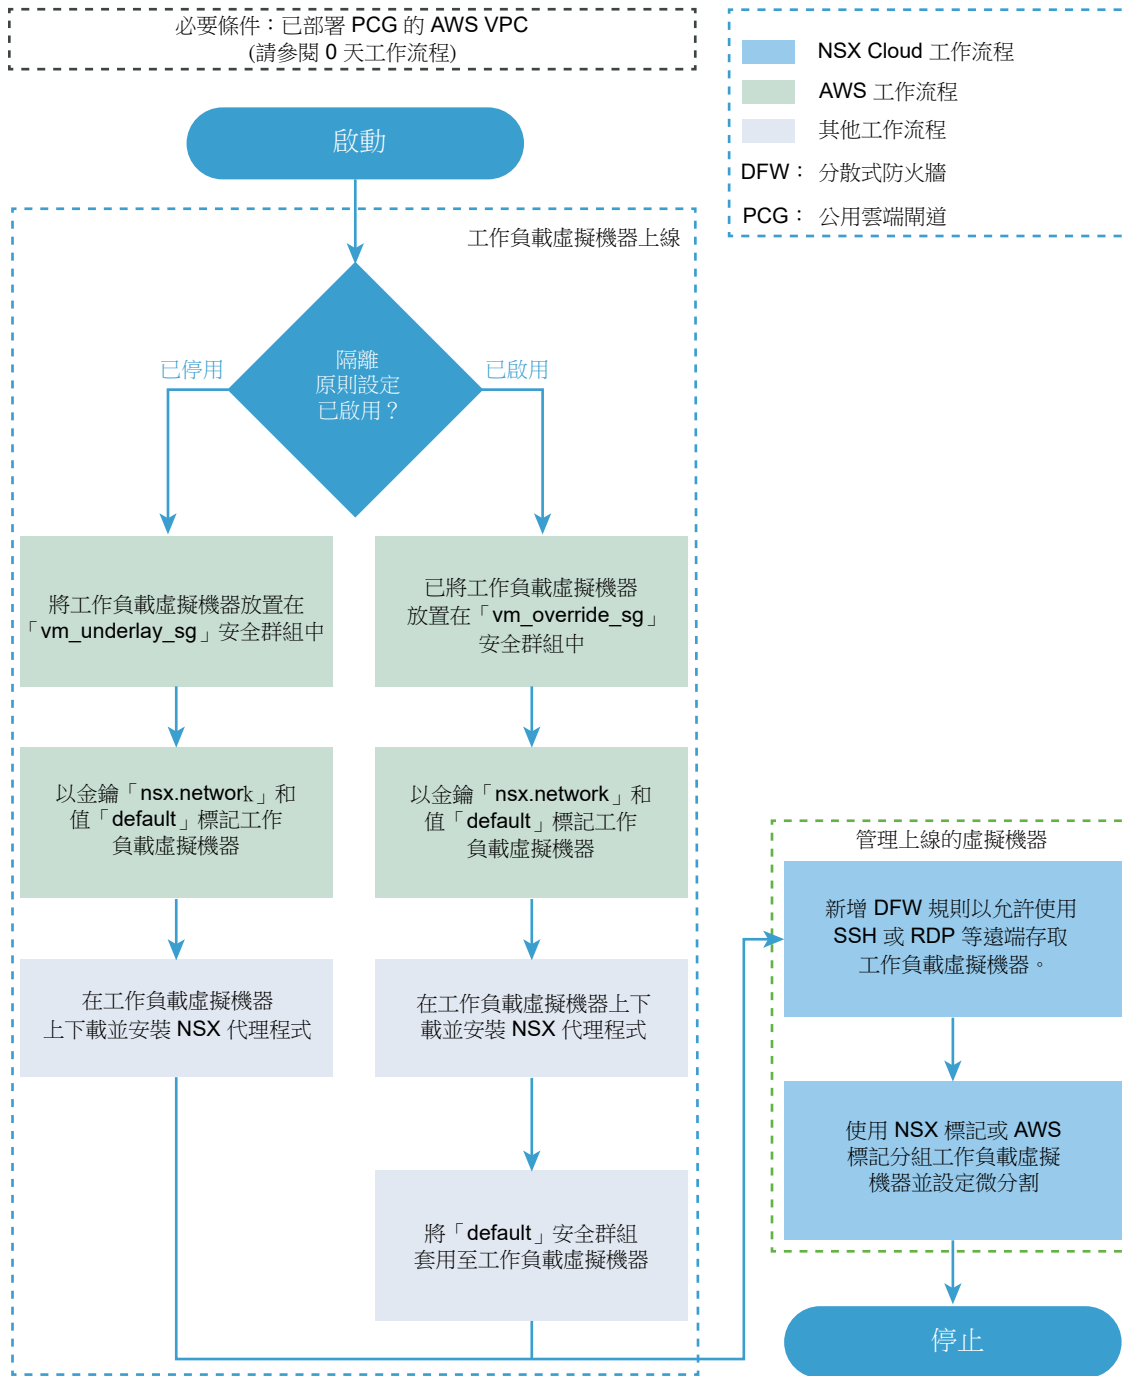 必要條件：已部署 PCG 的 AWS VPC
(請參閱 0 天工作流程)
NSX Cloud 工作流程
AWS 工作流程
其他工作流程
DFW： 分散式防火牆
PCG： 公用雲端閘道
啟動
工作負載虛擬機器上線
隔離
原則設定
已啟用？
已停用
已啟用
將工作負載虛擬機器放置在
「vm_underlay_sg」安全群組中
已將工作負載虛擬機器
放置在「vm_override_sg」
安全群組中
以金鑰「nsx.network」和
值「default」標記工作
負載虛擬機器
以金鑰「nsx.network」和
值「default」標記工作
負載虛擬機器
在工作負載虛擬機器
上下載並安裝 NSX 代理程式
在工作負載虛擬機器上下
載並安裝 NSX 代理程式
將「default」安全群組
套用至工作負載虛擬機器
管理上線的虛擬機器
新增 DFW 規則以允許使用
SSH 或 RDP 等遠端存取
工作負載虛擬機器。
使用 NSX 標記或 AWS
標記分組工作負載虛擬
機器並設定微分割
停止